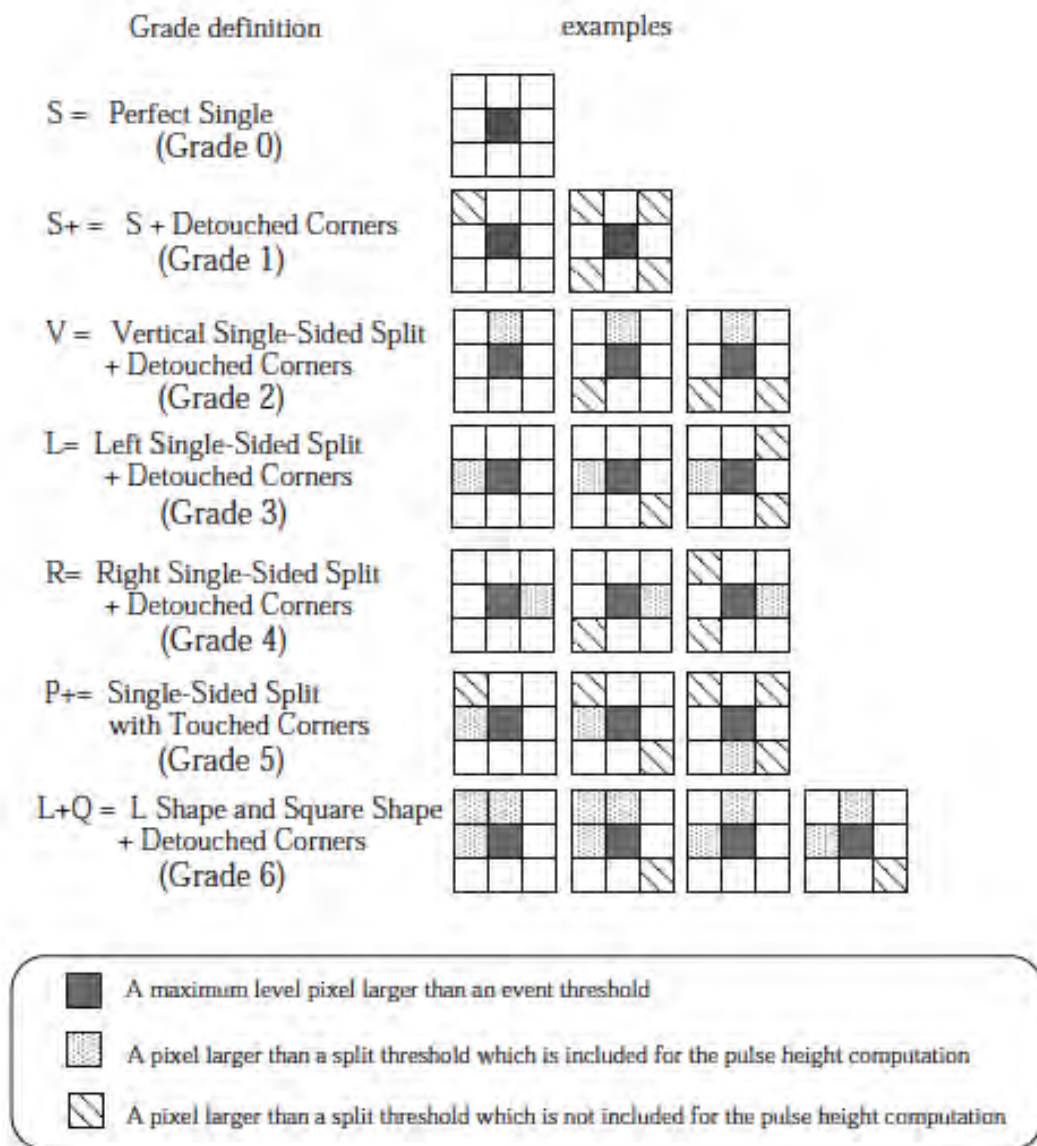 Grade definition examples
S = Perfect Single
(Grade 0)
S+ = S + Detouched Corners
(Grade 1)
V = Vertical Single-Sided Split
+ Detouched Corners
(Grade 2)
L= Left Single-Sided Split
+ Detouched Corners
(Grade 3)
R= Right Single-Sided Split
+ Detouched Corners
(Grade 4)
P+= Single-Sided Split
with Touched Corners
(Grade 5)
L+Q = L Shape and Square Shape
+ Detouched Corners
(Grade 6)
A maximum level pixel larger than an event threshold
A pixel larger than a split threshold which is included for the pulse height computation
A pixel larger than a split threshold which is not included for the pulse height computation